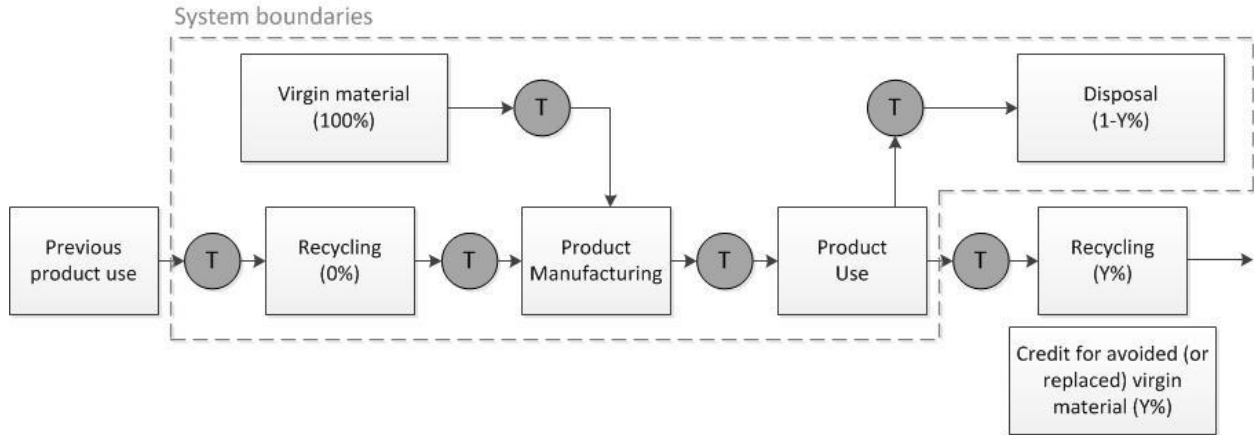 System boundaries
Virgin material
(100%)
T
T
Disposal
(1-Y%)
Previous
product use
T
Recycling
(0%)
T
Product
Manufacturing
T
Product
Use
T
Recycling
(Y%)
Credit for avoided (or
replaced) virgin
material (Y%)